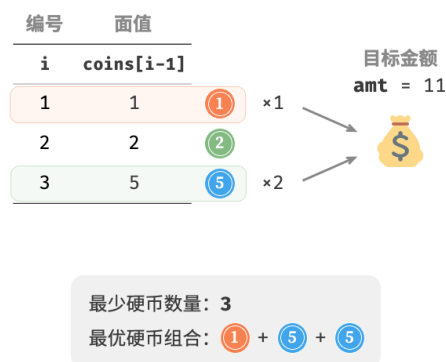 编号 面值
i coins[i-1]
1 1 1 ×1
2 2 2
3 5 5 ×2
目标金额
amt = 11
$
最少硬币数量：3
最优硬币组合： 1 + 5 + 5